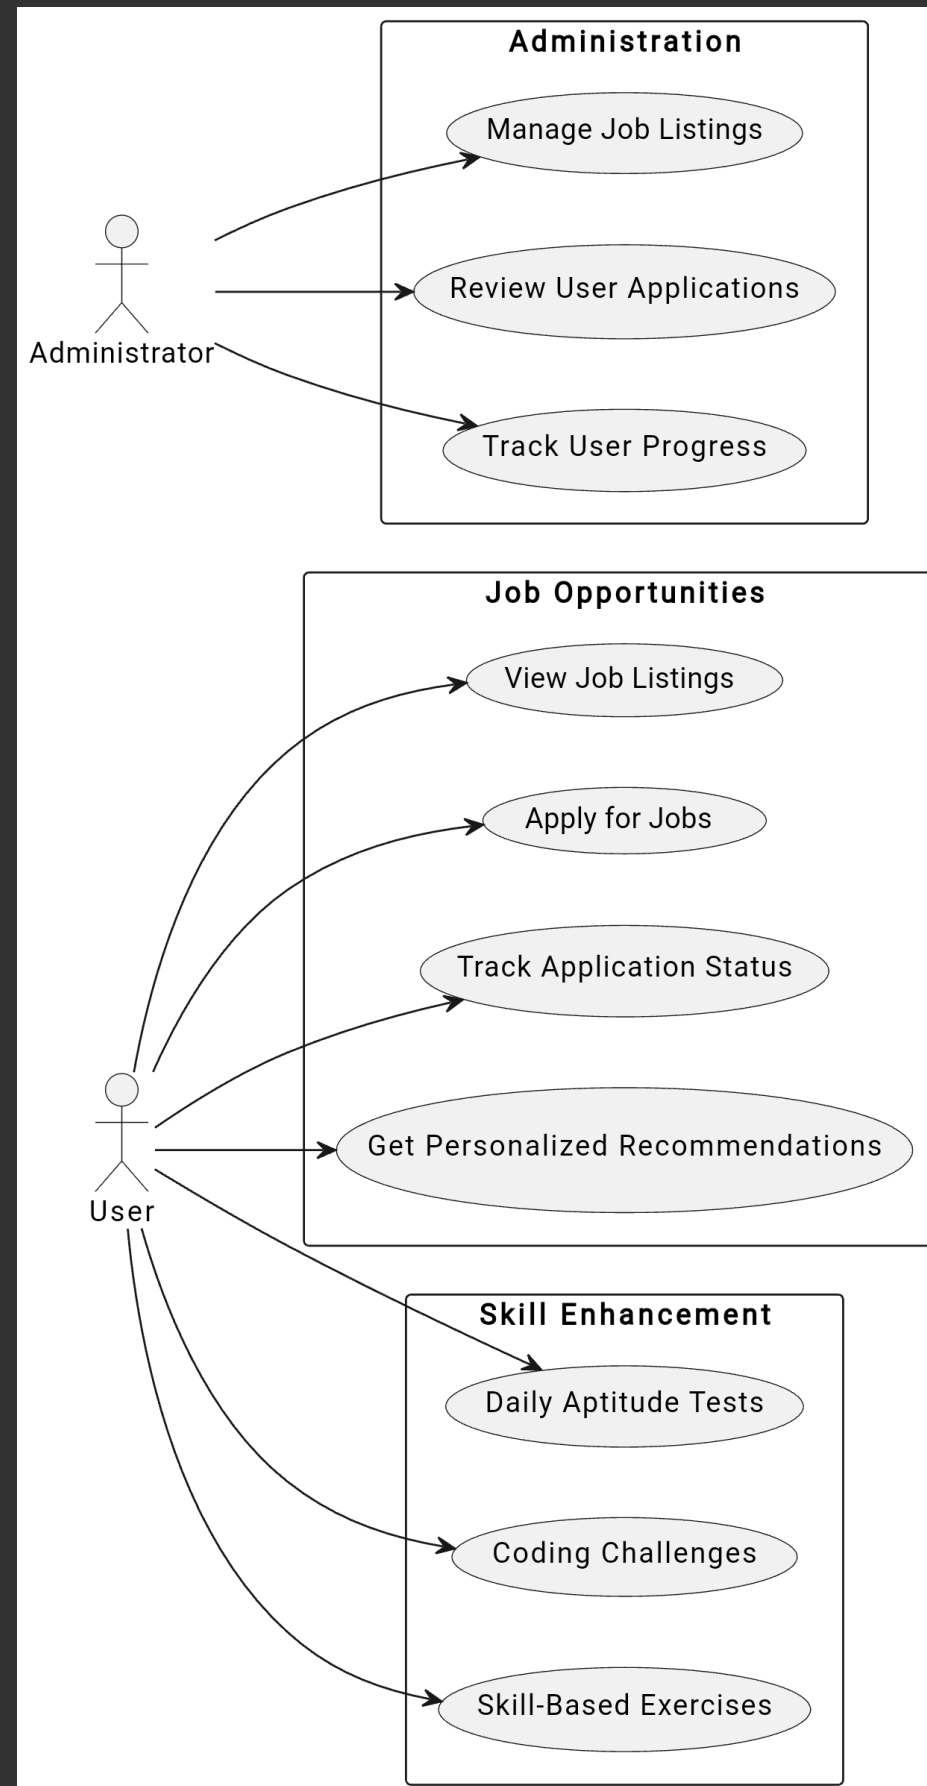 Administration
Manage Job Listings
Review User Applications
Administrator
Track User Progress
Job Opportunities
View Job Listings
Apply for Jobs
Track Application Status
Get Personalized Recommendations
User
Skill Enhancement
Daily Aptitude Tests
Coding Challenges
Skill-Based Exercises